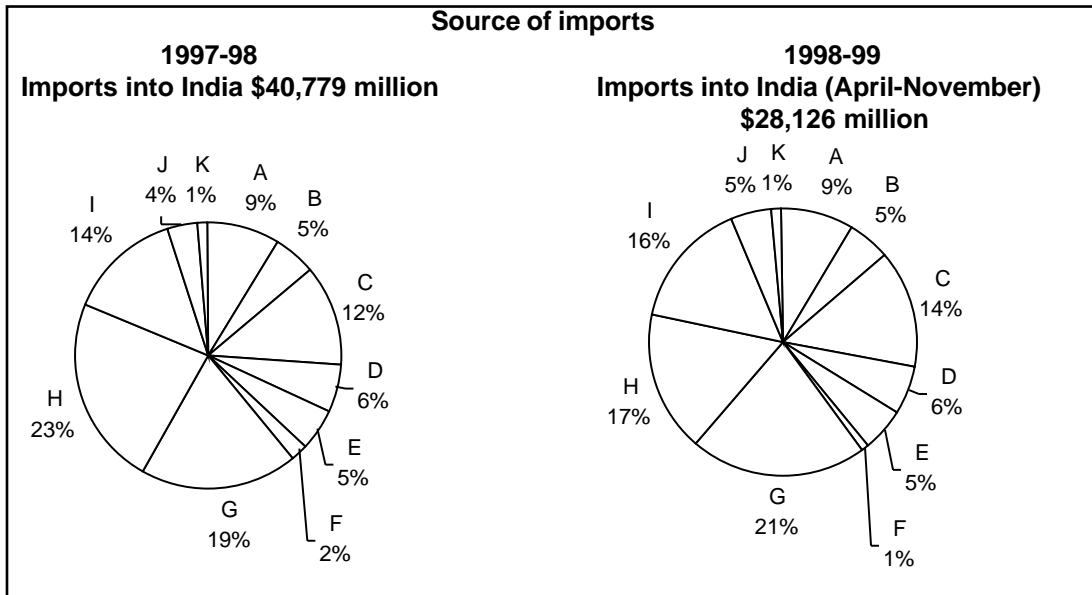 Source of imports
1997-98
Imports into India $40,779 million
J
4%
K
1%
A
9%
B
5%
C
12%
D
6%
E
5%
F
2%
G
19%
H
23%
I
14%
1998-99
Imports into India (April-November)
$28,126 million
J
5%
K
1%
A
9%
B
5%
C
14%
D
6%
E
5%
F
1%
G
21%
H
17%
I
16%